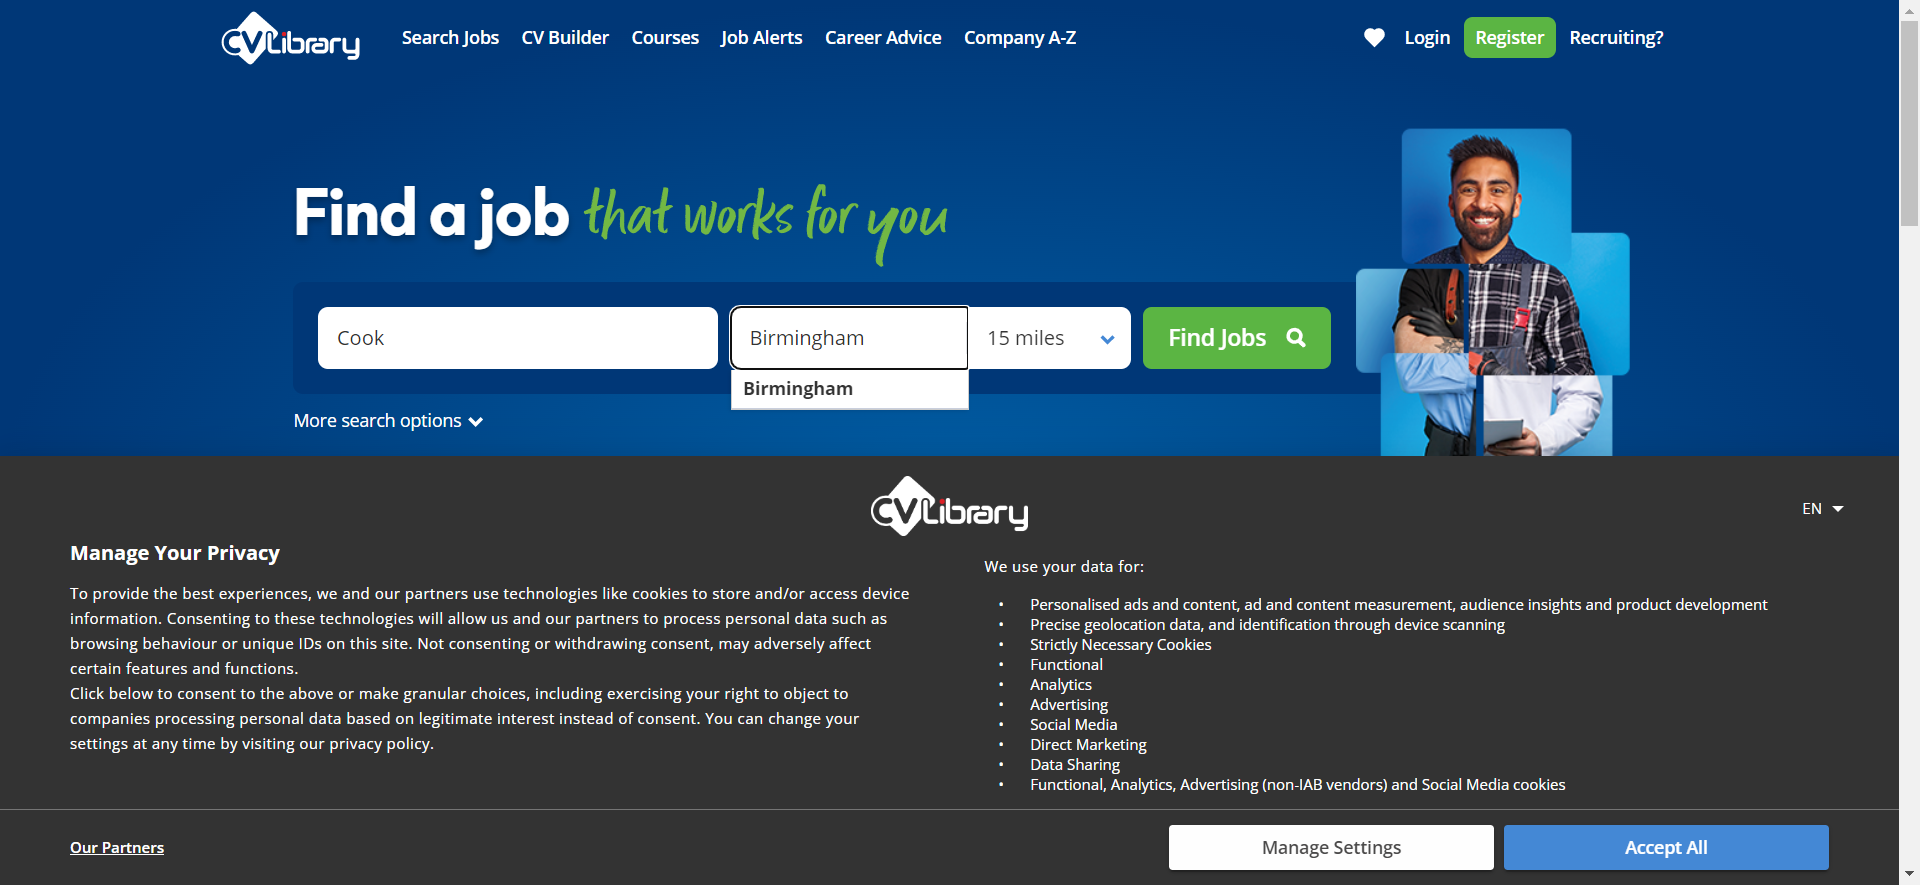 CVLibrary
Search Jobs CV Builder Courses Job Alerts Career Advice Company A-Z
Login Register Recruiting?
Find a job that works for you
Cook
Birmingham
15 miles
Find Jobs
Birmingham
More search options
CVLibrary
EN
Manage Your Privacy
To provide the best experiences, we and our partners use technologies like cookies to store and/or access device
information. Consenting to these technologies will allow us and our partners to process personal data such as
browsing behaviour or unique IDs on this site. Not consenting or withdrawing consent, may adversely affect
certain features and functions.
Click below to consent to the above or make granular choices, including exercising your right to object to
companies processing personal data based on legitimate interest instead of consent. You can change your
settings at any time by visiting our privacy policy.
We use your data for:
• Personalised ads and content, ad and content measurement, audience insights and product development
• Precise geolocation data, and identification through device scanning
• Strictly Necessary Cookies
• Functional
• Analytics
• Advertising
• Social Media
• Direct Marketing
• Data Sharing
• Functional, Analytics, Advertising (non-IAB vendors) and Social Media cookies
Our Partners
Manage Settings
Accept All